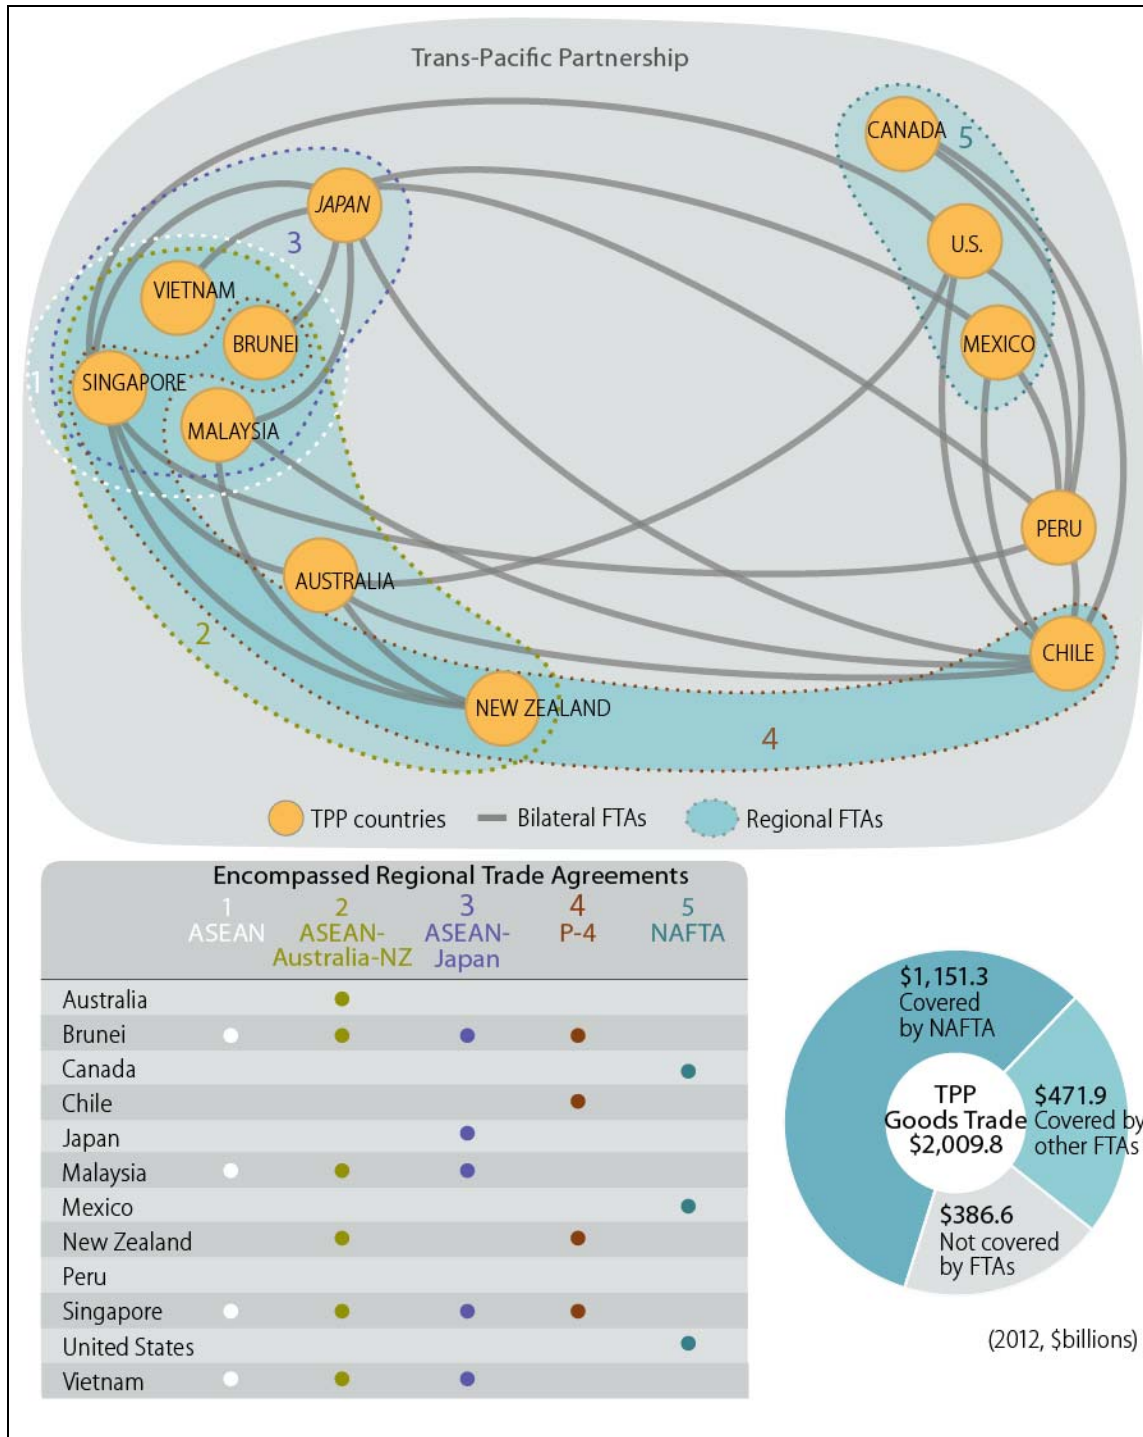 Trans-Pacific Partnership
CANADA
5
JAPAN
U.S.
3
VIETNAM
BRUNEI
MEXICO
1
SINGAPORE
MALAYSIA
PERU
AUSTRALIA
2
CHILE
NEW ZEALAND
4
TPP countries
Bilateral FTAs
Regional FTAs
Encompassed Regional Trade Agreements
1 2 3 4 5
ASEAN ASEAN- ASEAN- P-4 NAFTA
Australia-NZ Japan
Australia
Brunei
Canada
Chile
Japan
Malaysia
Mexico
New Zealand
Peru
Singapore
United States
Vietnam
$1,151.3
Covered
by NAFTA
TPP
Goods Trade
$2,009.8
$471.9
Covered by
other FTAs
$386.6
Not covered
by FTAs
(2012, $billions)